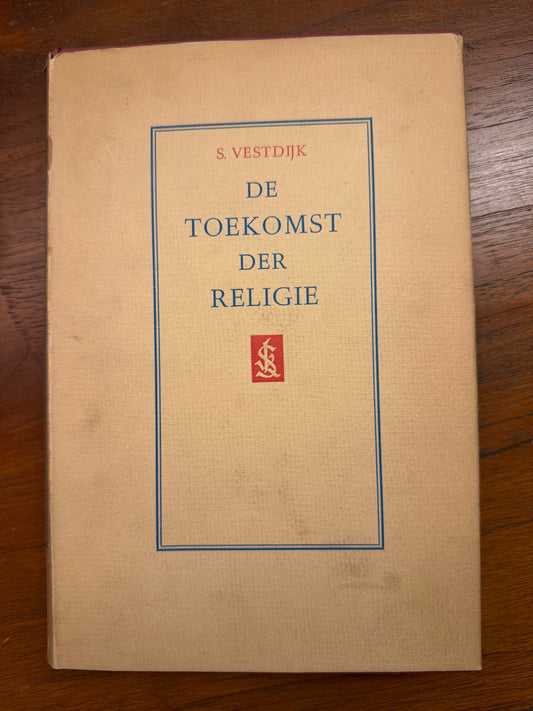 S. VESTDIJK
DE
TOEKOMST
DER
RELIGIE